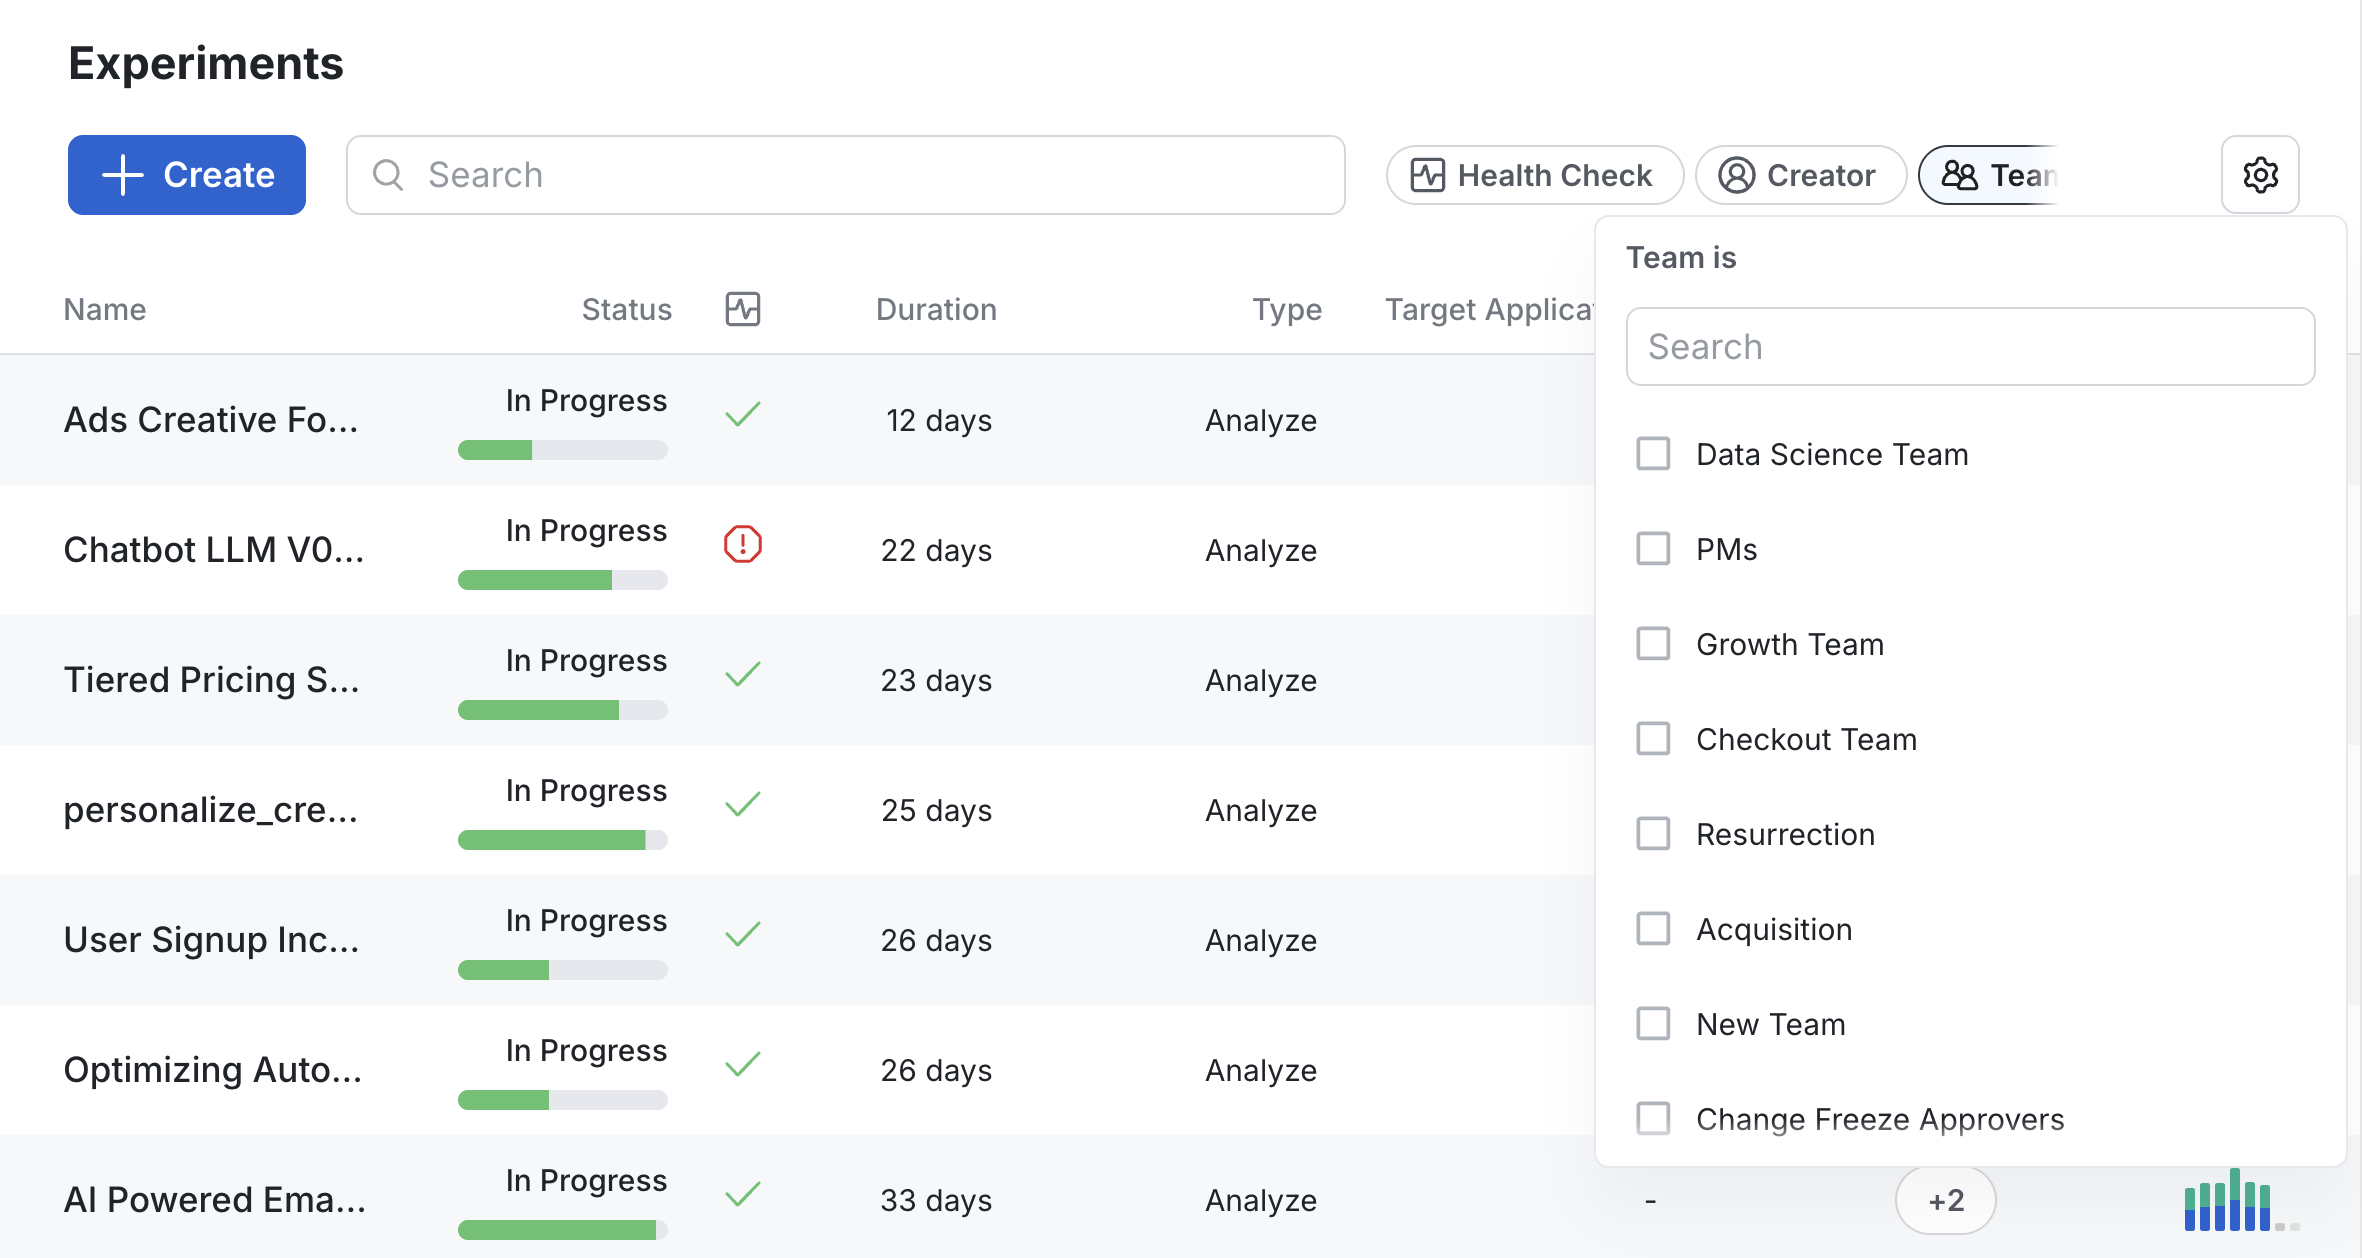 Experiments
Create
Search
Health Check
Creator
Team is
Search
Name
Status
Duration
Type
Target Applica
Ads Creative Fo...
In Progress
12 days
Analyze
Data Science Team
Chatbot LLM V0...
In Progress
22 days
Analyze
PMs
Tiered Pricing S...
In Progress
23 days
Analyze
Growth Team
Checkout Team
personalize_cre...
In Progress
25 days
Analyze
Resurrection
User Signup Inc...
In Progress
26 days
Analyze
Acquisition
New Team
Optimizing Auto...
In Progress
26 days
Analyze
Change Freeze Approvers
AI Powered Ema...
In Progress
33 days
Analyze
-
+2